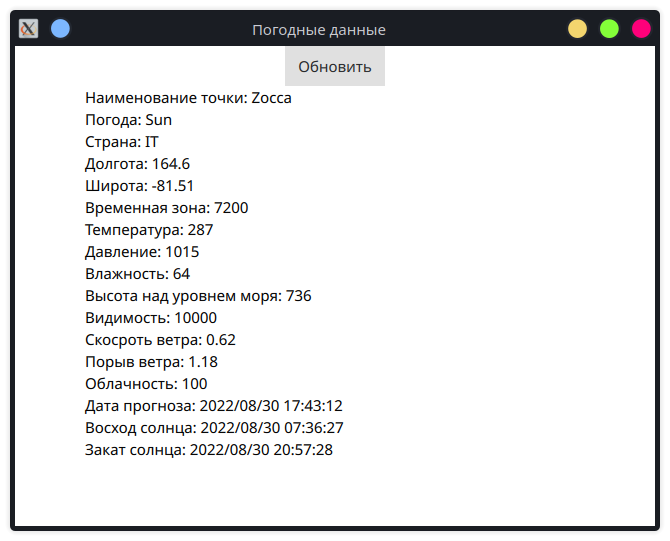 Погодные данные
Обновить
Наименование точки: Zocca
Погода: Sun
Страна: IT
Долгота: 164.6
Широта: -81.51
Временная зона: 7200
Температура: 287
Давление: 1015
Влажность: 64
Высота над уровнем моря: 736
Видимость: 10000
Скосроть ветра: 0.62
Порыв ветра: 1.18
Облачность: 100
Дата прогноза: 2022/08/30 17:43:12
Восход солнца: 2022/08/30 07:36:27
Закат солнца: 2022/08/30 20:57:28